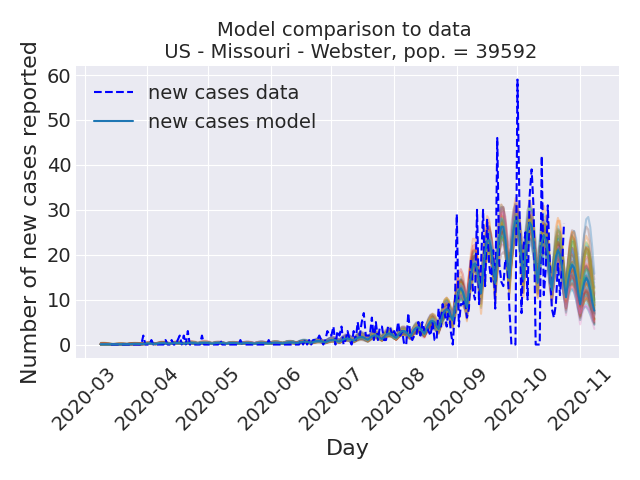 Model comparison to data
US - Missouri - Webster, pop. = 39592
Number of new cases reported
60
50
40
30
20
10
0
new cases data
new cases model
2020-03
2020-04
2020-05
2020-06
2020-07
2020-08
2020-09
2020-10
2020-11
Day